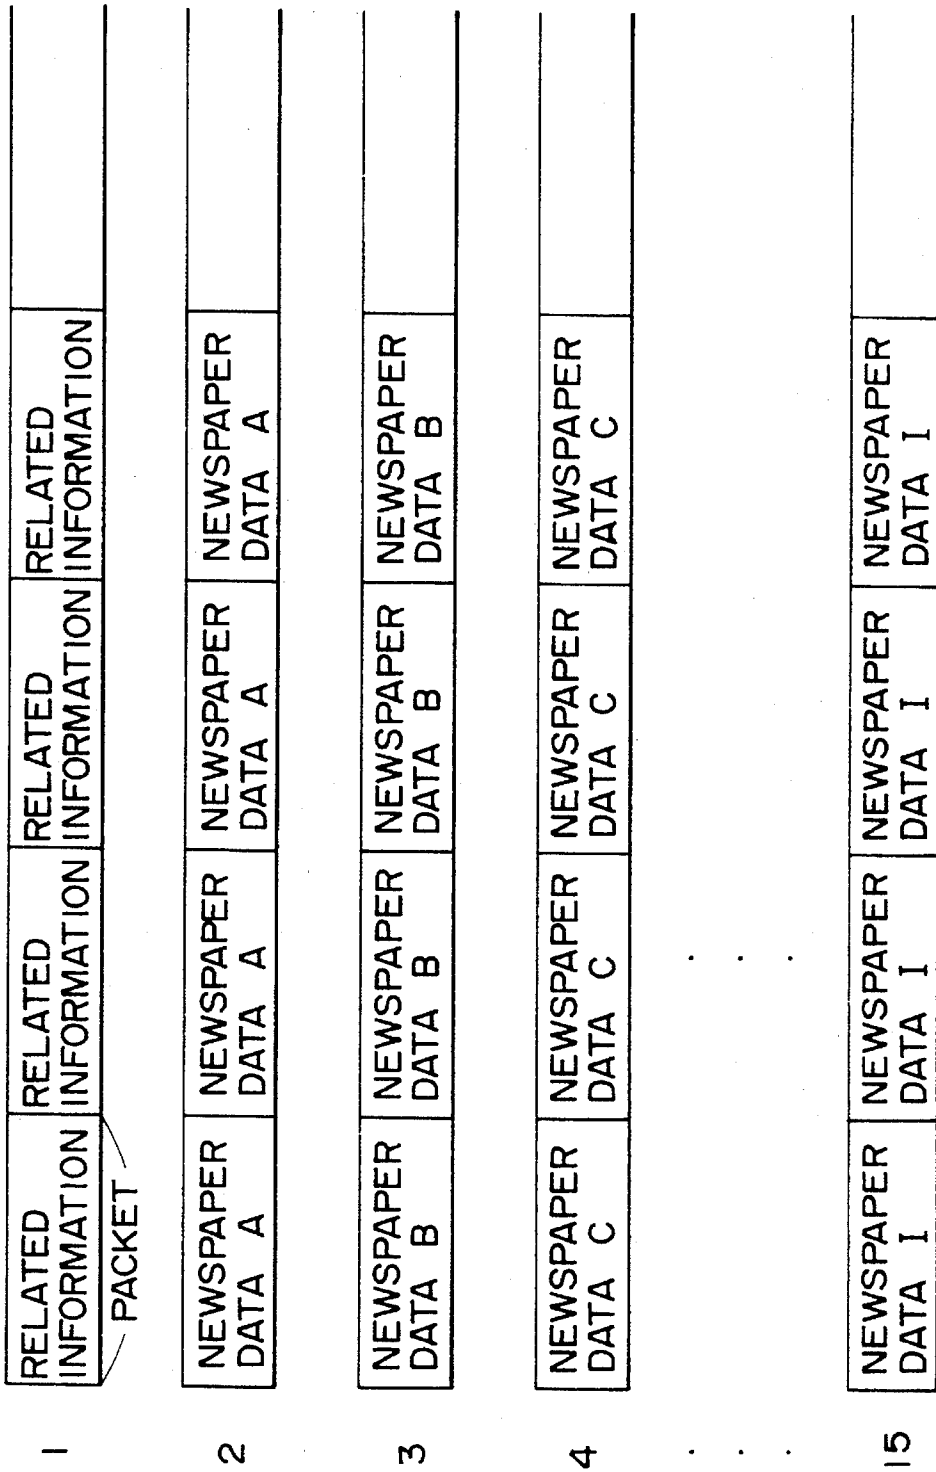 1
RELATED
INFORMATION
RELATED
INFORMATION
RELATED
INFORMATION
RELATED
INFORMATION
PACKET
2
NEWSPAPER
DATA A
NEWSPAPER
DATA A
NEWSPAPER
DATA A
NEWSPAPER
DATA A
3
NEWSPAPER
DATA B
NEWSPAPER
DATA B
NEWSPAPER
DATA B
NEWSPAPER
DATA B
4
NEWSPAPER
DATA C
NEWSPAPER
DATA C
NEWSPAPER
DATA C
NEWSPAPER
DATA C
15
NEWSPAPER
DATA I
NEWSPAPER
DATA I
NEWSPAPER
DATA I
NEWSPAPER
DATA I